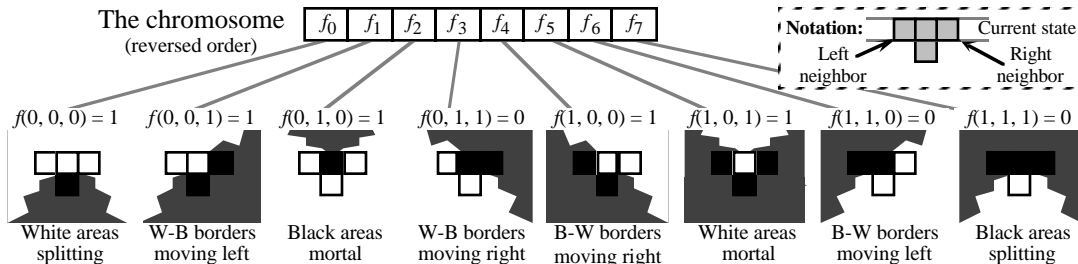 The chromosome
(reversed order)
f0 f1 f2 f3 f4 f5 f6 f7
Notation:
Current state
Left neighbor
Right neighbor
f(0, 0, 0) = 1
f(0, 0, 1) = 1
f(0, 1, 0) = 1
f(0, 1, 1) = 0
f(1, 0, 0) = 1
f(1, 0, 1) = 1
f(1, 1, 0) = 0
f(1, 1, 1) = 0
White areas
splitting
W-B borders
moving left
Black areas
mortal
W-B borders
moving right
B-W borders
moving right
White areas
mortal
B-W borders
moving left
Black areas
splitting